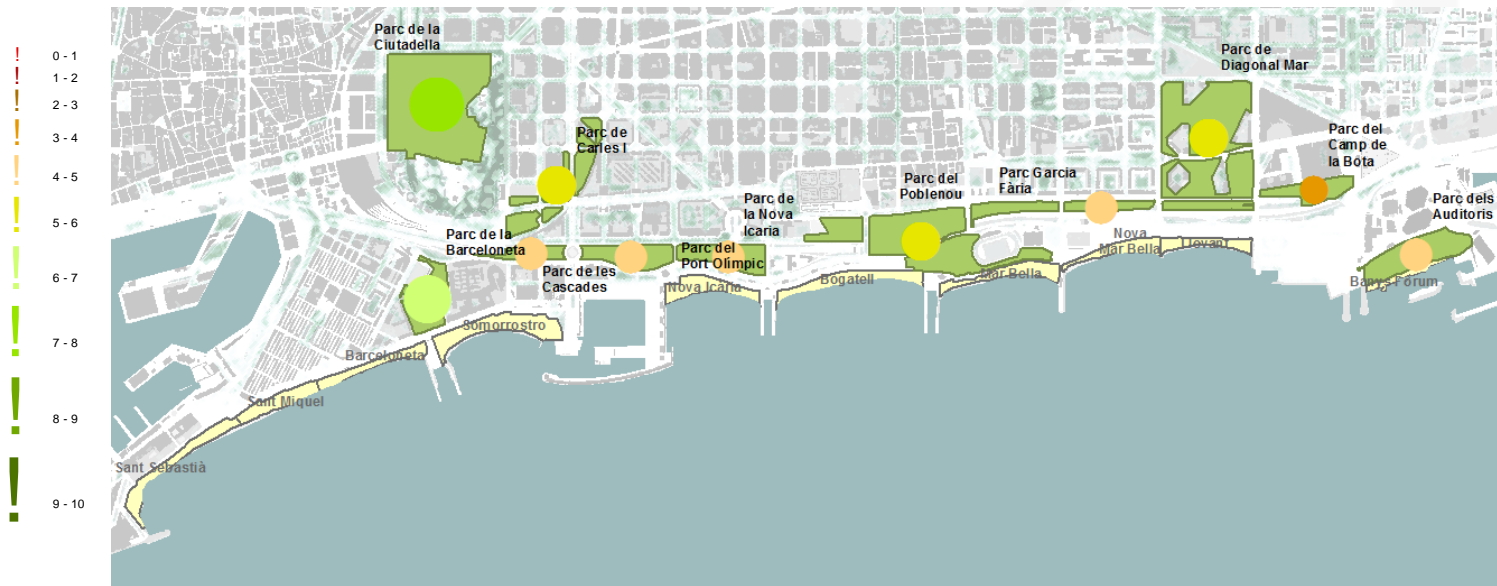 0 - 1
1 - 2
2 - 3
3 - 4
4 - 5
5 - 6
6 - 7
7 - 8
8 - 9
9 - 10
Parc de la
Ciutadella
Parc de
Carles I
Parc de la
Barceloneta
Parc de les
Cascades
Parc del
Port Olímpic
Parc de
la Nova
Icaria
Parc del
Poblenou
Parc Garcia
Fària
Parc de
Diagonal Mar
Parc del
Camp de
la Bota
Parc dels
Auditoris
Sant Sebastià
Sant Miquel
Barceloneta
Somorrostro
Nova Icaria
Bogatell
Mar Bella
Nova
Mar Bella
Llevant
Banys Fòrum